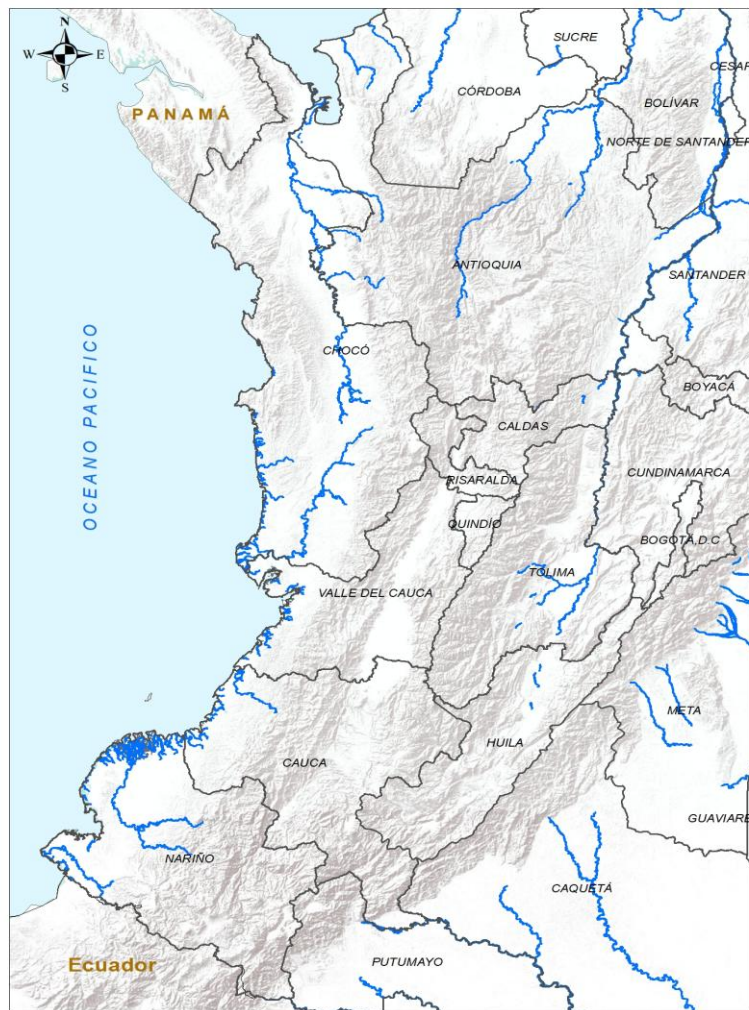 N
W E
S
SUCRE
CESAR
CÓRDOBA
BOLÍVAR
PANAMÁ
NORTE DE SANTANDER
ANTIOQUIA
SANTANDER
OCEANO PACIFICO
CHOCÓ
BOYACÁ
CALDAS
CUNDINAMARCA
RISARALDA
QUINDÍO
BOGOTÁ,D.C
TOLIMA
VALLE DEL CAUCA
META
HUILA
CAUCA
GUAVIARE
NARIÑO
CAQUETÁ
Ecuador
PUTUMAYO